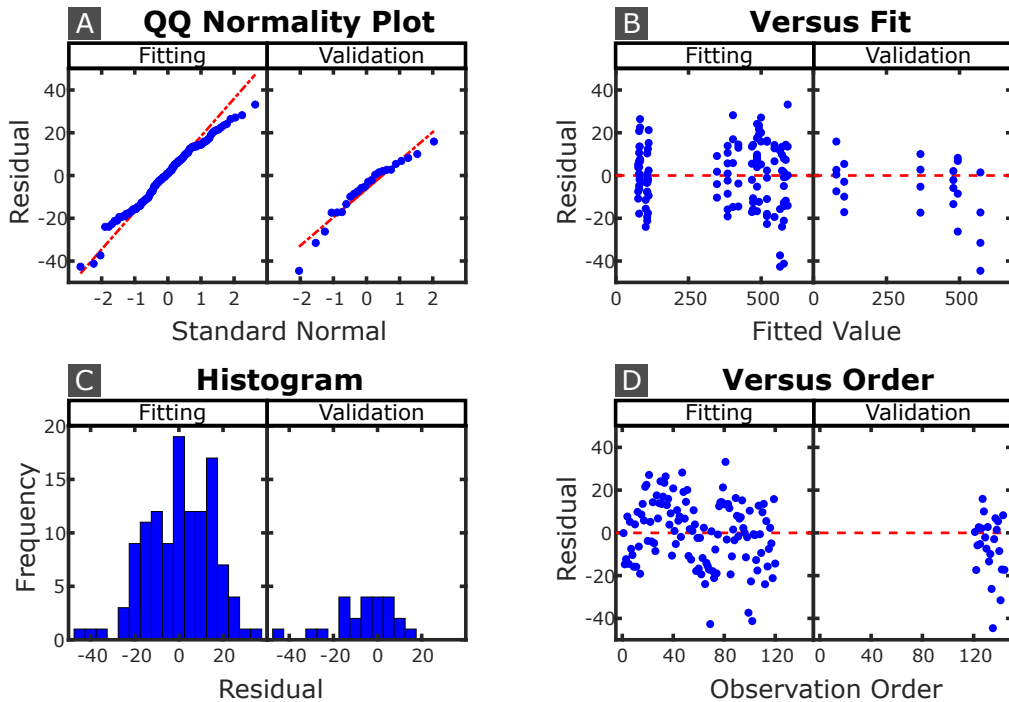 A QQ Normality Plot
Fitting Validation
Residual
40
20
0
-20
-40
-2 -1 0 1 2 -2 -1 0 1 2
Standard Normal
B Versus Fit
Fitting Validation
Residual
40
20
0
-20
-40
0 250 500 0 250 500
Fitted Value
C Histogram
Fitting Validation
Frequency
20
15
10
5
0
-40 0 20 -40 0 20
Residual
D Versus Order
Fitting Validation
Residual
40
20
0
-20
-40
0 40 80 120 0 40 80 120
Observation Order